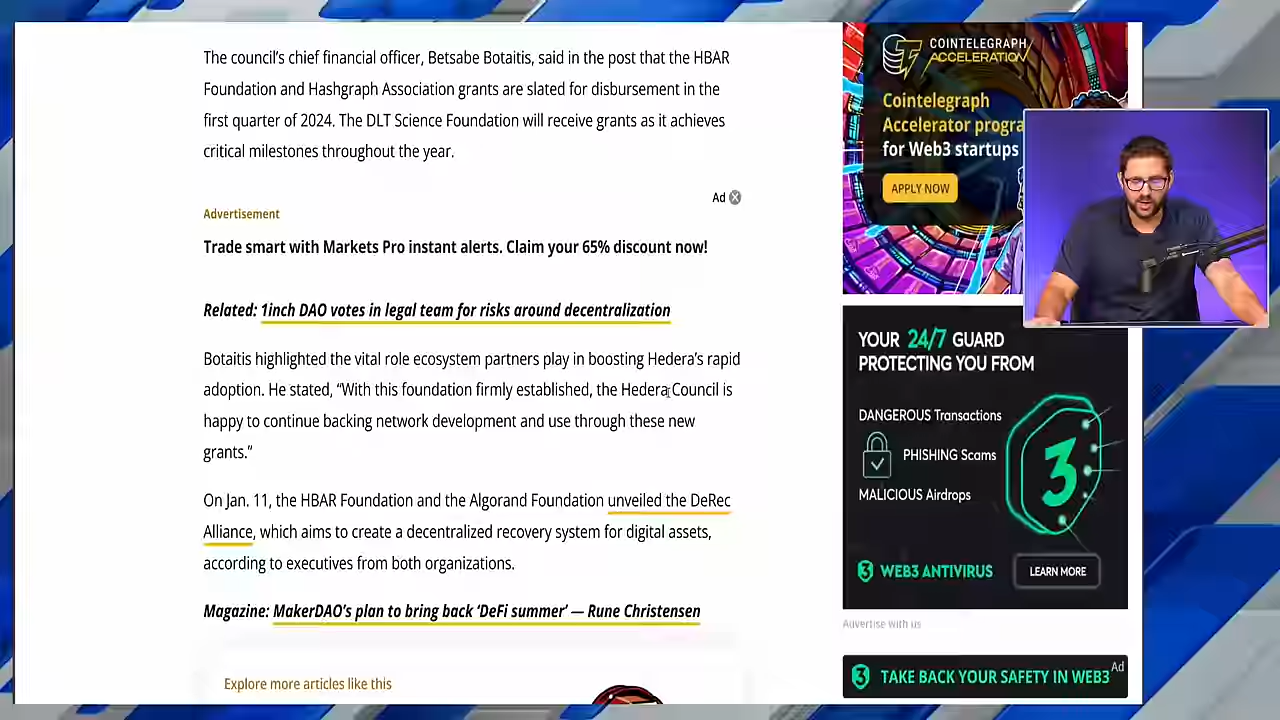 The council's chief financial officer, Betsabe Botaitis, said in the post that the HBAR
Foundation and Hashgraph Association grants are slated for disbursement in the
first quarter of 2024. The DLT Science Foundation will receive grants as it achieves
critical milestones throughout the year.
Ad
Advertisement
Trade smart with Markets Pro instant alerts. Claim your 65% discount now!
Related: 1inch DAO votes in legal team for risks around decentralization
Botaitis highlighted the vital role ecosystem partners play in boosting Hedera's rapid
adoption. He stated, “With this foundation firmly established, the Hedera Council is
happy to continue backing network development and use through these new
grants.”
On Jan. 11, the HBAR Foundation and the Algorand Foundation unveiled the DeRec
Alliance, which aims to create a decentralized recovery system for digital assets,
according to executives from both organizations.
Magazine: MakerDAO's plan to bring back ‘DeFi summer’ — Rune Christensen
Explore more articles like this
COINTELEGRAPH
ACCELERATION
Cointelegraph
Accelerator progra
for Web3 startups
APPLY NOW
YOUR 24/7 GUARD
PROTECTING YOU FROM
DANGEROUS Transactions
PHISHING Scams
MALICIOUS Airdrops
3
3 WEB3 ANTIVIRUS
LEARN MORE
Advertise with us
Ad
3 TAKE BACK YOUR SAFETY IN WEB3